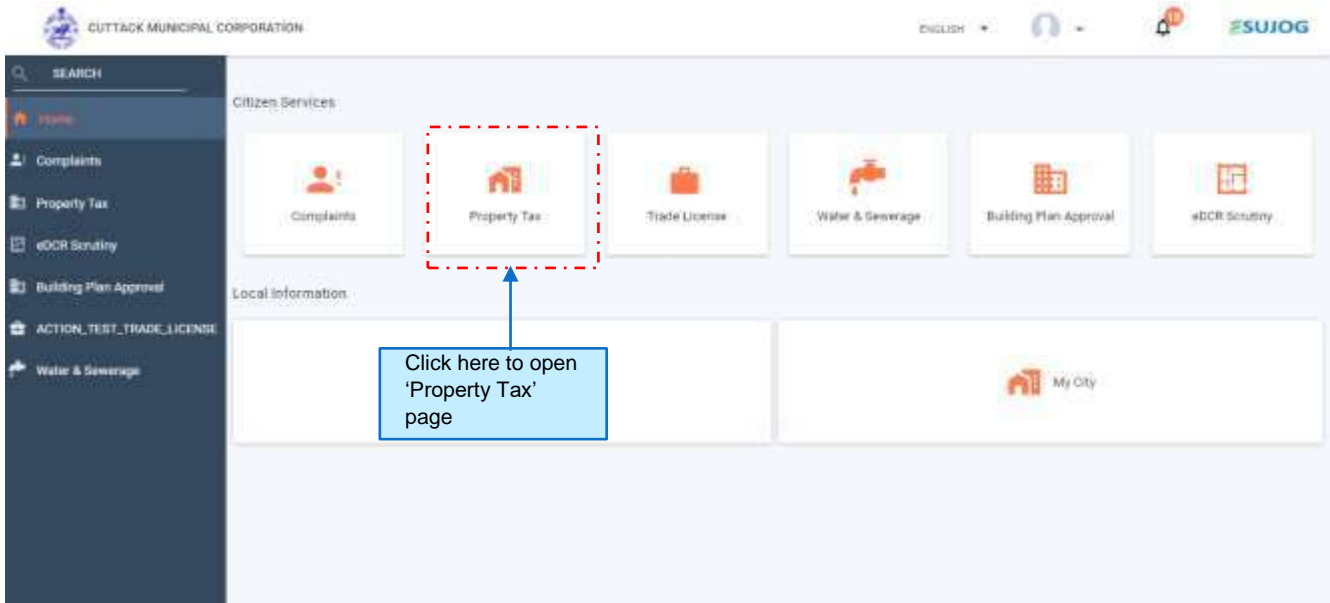 CUTTACK MUNICIPAL CORPORATION
ENGLISH
ƎSUJOG
SEARCH
Home
Complaints
Property Tax
eDCR Scrutiny
Building Plan Approval
ACTION_TEST_TRADE_LICENSE
Water & Sewerage
Citizen Services
Complaints
Property Tax
Trade License
Water & Sewerage
Building Plan Approval
eDCR Scrutiny
Local Information
Click here to open
‘Property Tax’
page
My City